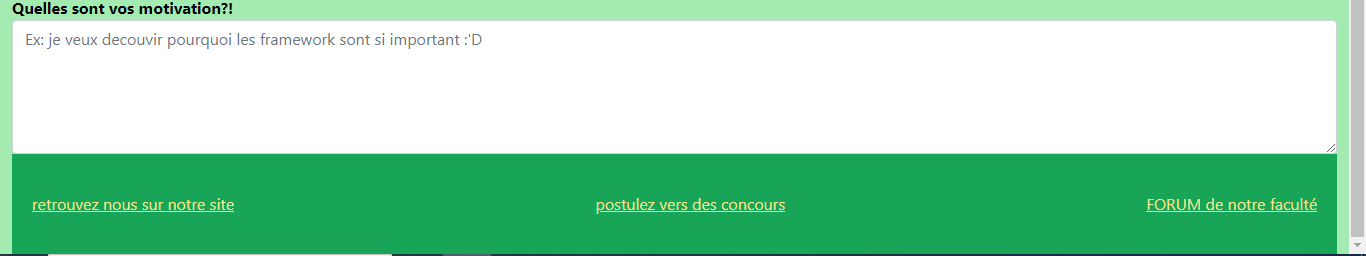 Quelles sont vos motivation?!
Ex: je veux decouvir pourquoi les framework sont si important :'D
retrouvez nous sur notre site
postulez vers des concours
FORUM de notre faculté